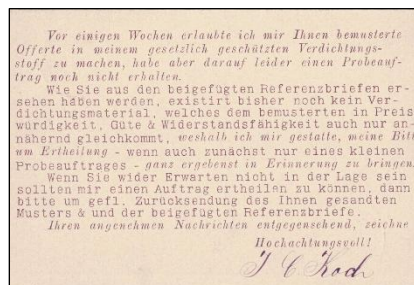 Vor einigen Wochen erlaubte ich mir Ihnen bemusterte
Offerte in meinem gesetzlich geschützten Verdichtungs-
stoff zu machen, habe aber darauf leider einen Probeauf-
trag noch nicht erhalten.
Wie Sie aus den beigefügten Referenzbriefen er-
sehen haben werden, existirt bisher noch kein Ver-
dichtungsmaterial, welches dem bemusterten in Preis
würdigkeit, Güte & Widerstandsfähigkeit auch nur an-
nähernd gleichkommt, weshalb ich mir gestatte, meine Bitt
um Ertheilung - wenn auch zunächst nur eines kleinen
Probeauftrages - ganz ergebenst in Erinnerung zu bringen.
Wenn Sie wider Erwarten nicht in der Lage sein
sollten mir einen Auftrag ertheilen zu können, dann
bitte um gefl. Zurücksendung des Ihnen gesandten
Musters & und der beigefügten Referenzbriefe.
Ihren angenehmen Nachrichten entgegensehend, zeichne
Hochachtungsvoll!
J C Koch